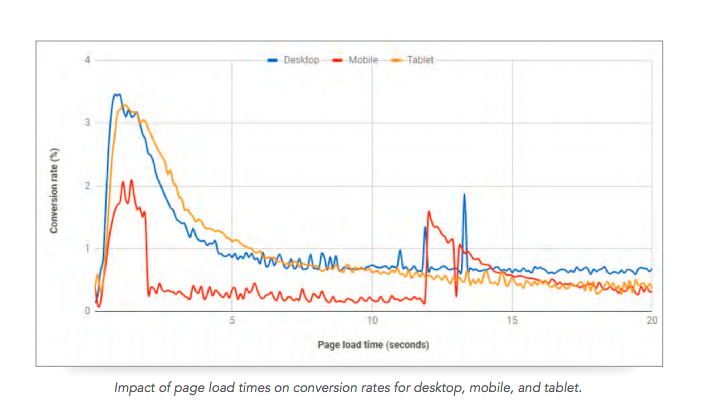 4
Desktop Mobile Tablet
3
2
1
0
5 10 15 20
Conversion rate (%)
Page load time (seconds)
Impact of page load times on conversion rates for desktop, mobile, and tablet.